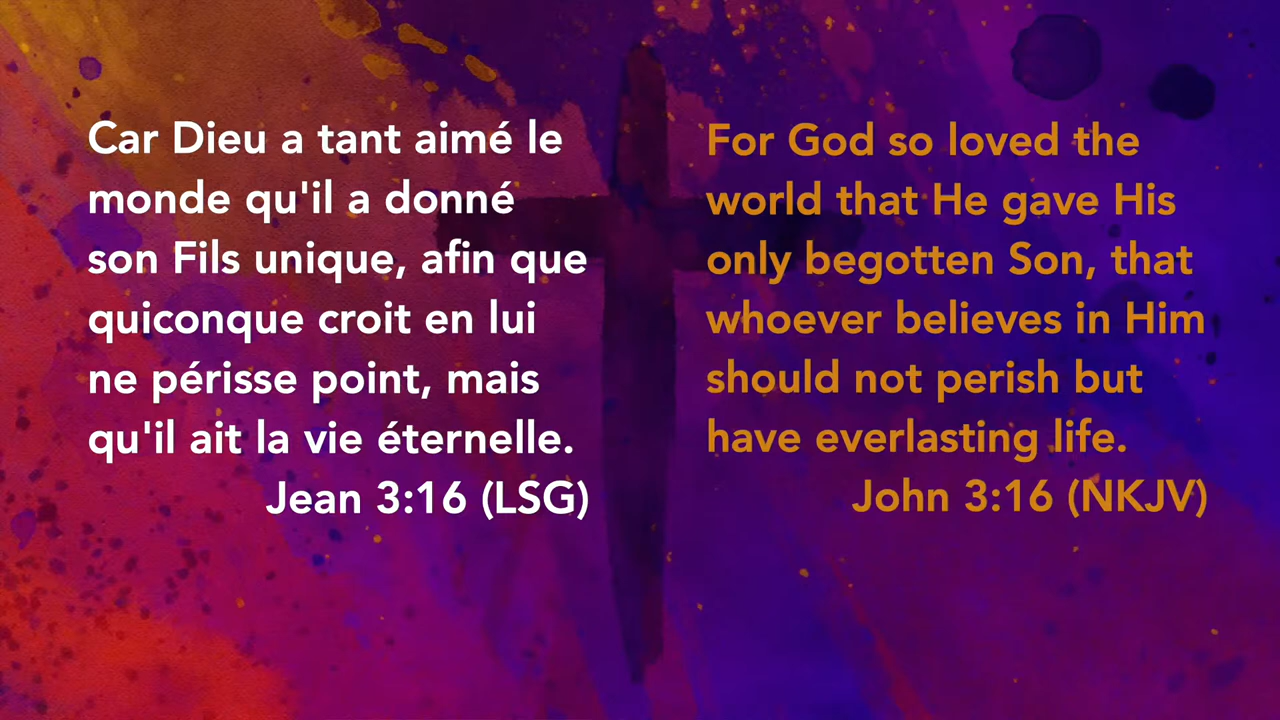 Car Dieu a tant aimé le
monde qu'il a donné
son Fils unique, afin que
quiconque croit en lui
ne périsse point, mais
qu'il ait la vie éternelle.
Jean 3:16 (LSG)
For God so loved the
world that He gave His
only begotten Son, that
whoever believes in Him
should not perish but
have everlasting life.
John 3:16 (NKJV)